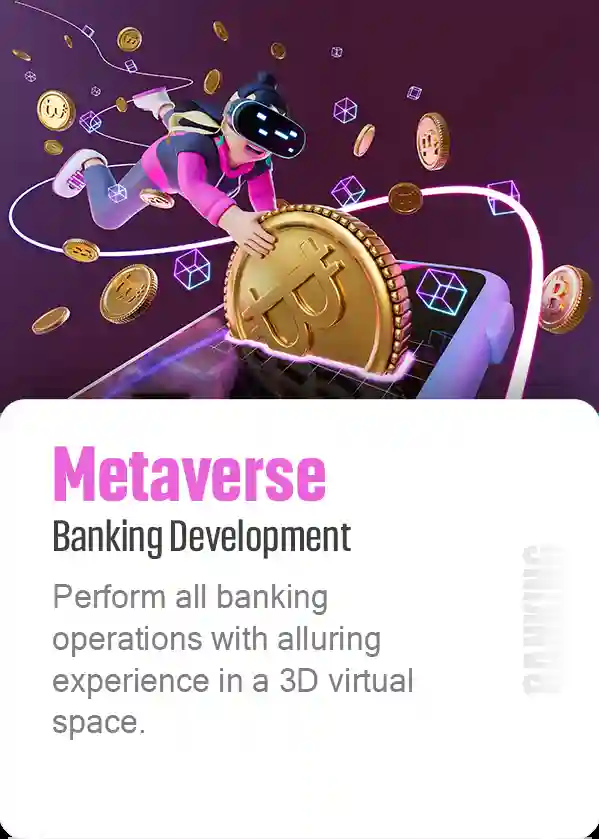 Metaverse
Banking Development
Perform all banking
operations with alluring
experience in a 3D virtual
space.
BANKING